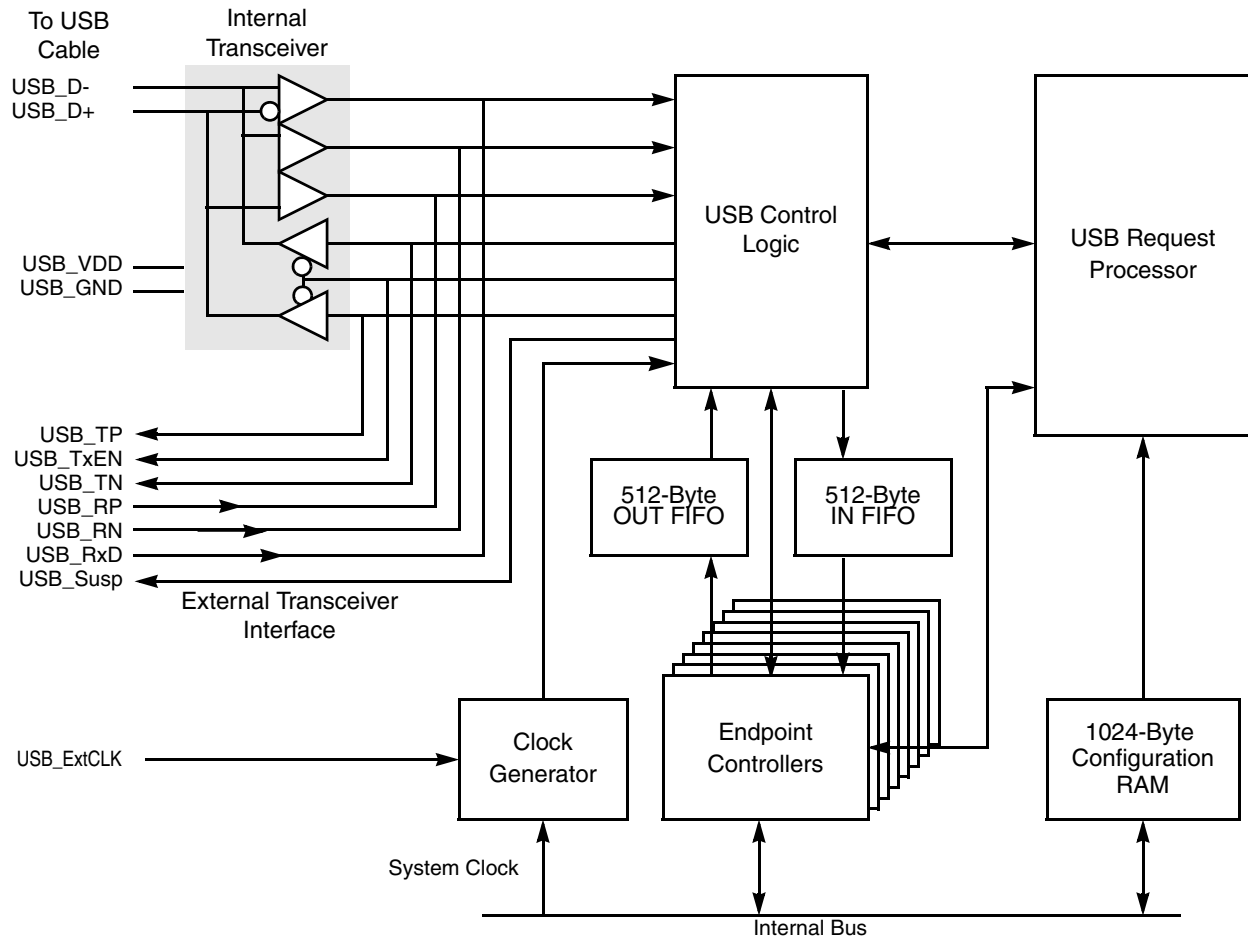 To USB
Cable
Internal
Transceiver
USB_D-
USB_D+
USB_VDD
USB_GND
USB Control
Logic
USB Request
Processor
USB_TP
USB_TxEN
USB_TN
USB_RP
USB_RN
USB_RxD
USB_Susp
External Transceiver
Interface
512-Byte
OUT FIFO
512-Byte
IN FIFO
USB_ExtCLK
Clock
Generator
Endpoint
Controllers
1024-Byte
Configuration
RAM
System Clock
Internal Bus